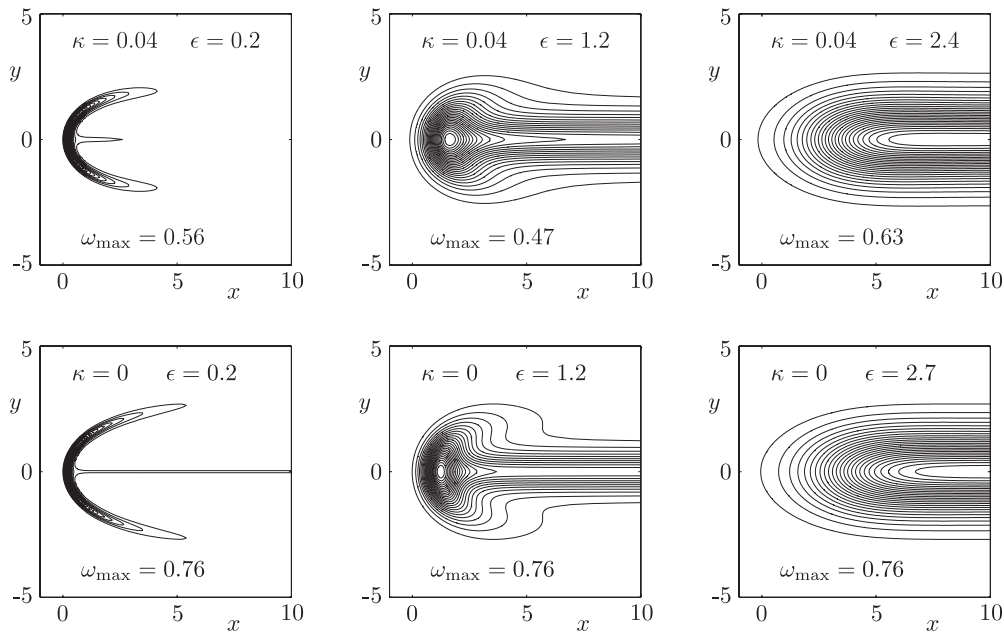 5
κ = 0.04 ϵ = 0.2
y
0
ω_max = 0.56
-5
0 5 10
x
5
κ = 0.04 ϵ = 1.2
y
0
ω_max = 0.47
-5
0 5 10
x
5
κ = 0.04 ϵ = 2.4
y
0
ω_max = 0.63
-5
0 5 10
x
5
κ = 0 ϵ = 0.2
y
0
ω_max = 0.76
-5
0 5 10
x
5
κ = 0 ϵ = 1.2
y
0
ω_max = 0.76
-5
0 5 10
x
5
κ = 0 ϵ = 2.7
y
0
ω_max = 0.76
-5
0 5 10
x